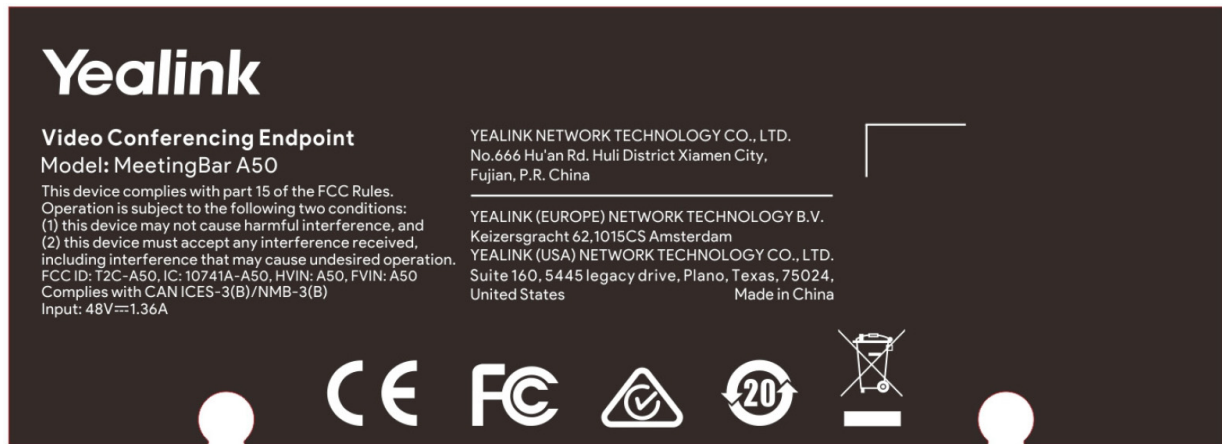 Yealink
Video Conferencing Endpoint
Model: MeetingBar A50
This device complies with part 15 of the FCC Rules.
Operation is subject to the following two conditions:
(1) this device may not cause harmful interference, and
(2) this device must accept any interference received,
including interference that may cause undesired operation.
FCC ID: T2C-A50, IC: 10741A-A50, HVIN: A50, FVIN: A50
Complies with CAN ICES-3(B)/NMB-3(B)
Input: 48V⎓1.36A
YEALINK NETWORK TECHNOLOGY CO., LTD.
No.666 Hu'an Rd. Huli District Xiamen City,
Fujian, P.R. China
YEALINK (EUROPE) NETWORK TECHNOLOGY B.V.
Keizersgracht 62,1015CS Amsterdam
YEALINK (USA) NETWORK TECHNOLOGY CO., LTD.
Suite 160, 5445 legacy drive, Plano, Texas, 75024,
United States Made in China
CE FC 20